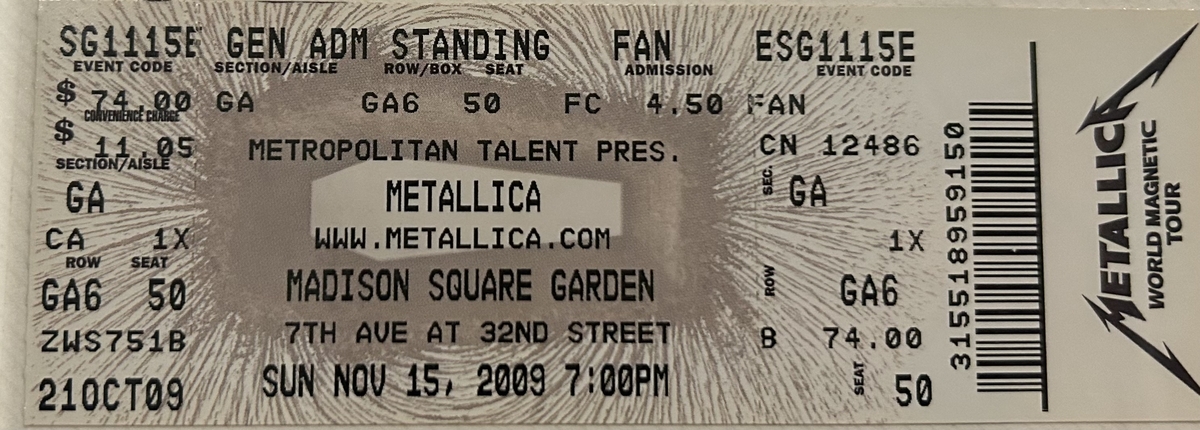 SG1115E GEN ADM STANDING FAN ESG1115E
EVENT CODE SECTION/AISLE ROW/BOX SEAT ADMISSION EVENT CODE
$ 74.00 GA GA6 50 FC 4.50 FAN
CONVENIENCE CHARGE
$ 11.05 METROPOLITAN TALENT PRES. CN 12486
SECTION/AISLE
GA METALLICA SEC. GA
CA 1X WWW.METALLICA.COM 1X
ROW SEAT
GA6 50 MADISON SQUARE GARDEN ROW GA6
ZWS751B 7TH AVE AT 32ND STREET B 74.00
21OCT09 SUN NOV 15, 2009 7:00PM SEAT 50
315518959150
METALLICA
WORLD MAGNETIC
TOUR